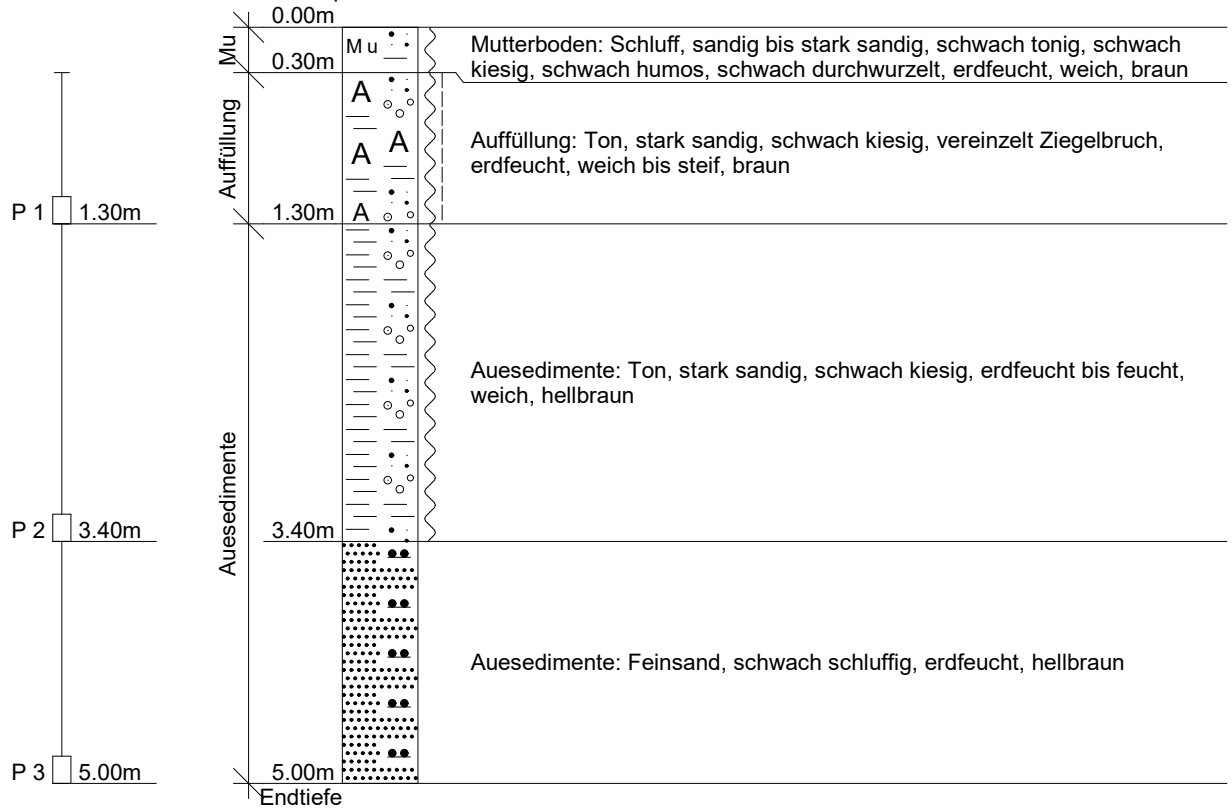 0.00m
Mu
Mu
Mutterboden: Schluff, sandig bis stark sandig, schwach tonig, schwach
kiesig, schwach humos, schwach durchwurzelt, erdfeucht, weich, braun
0.30m
A
A
A
A
Auffüllung
Auffüllung: Ton, stark sandig, schwach kiesig, vereinzelt Ziegelbruch,
erdfeucht, weich bis steif, braun
P 1 1.30m
1.30m
Auesedimente
Auesedimente: Ton, stark sandig, schwach kiesig, erdfeucht bis feucht,
weich, hellbraun
P 2 3.40m
3.40m
Auesedimente: Feinsand, schwach schluffig, erdfeucht, hellbraun
P 3 5.00m
5.00m
Endtiefe